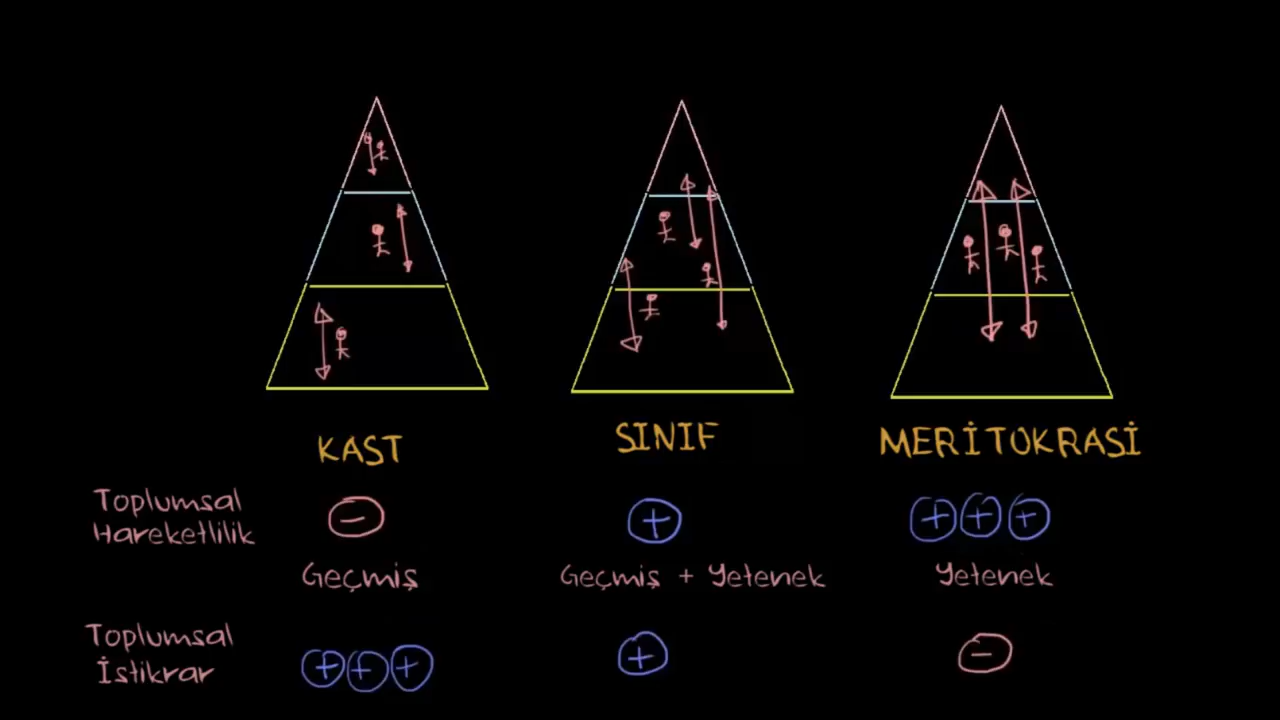 KAST SINIF MERİTOKRASİ
Toplumsal
Hareketlilik - + + + +
Geçmiş Geçmiş + Yetenek Yetenek
Toplumsal
İstikrar + + + + -